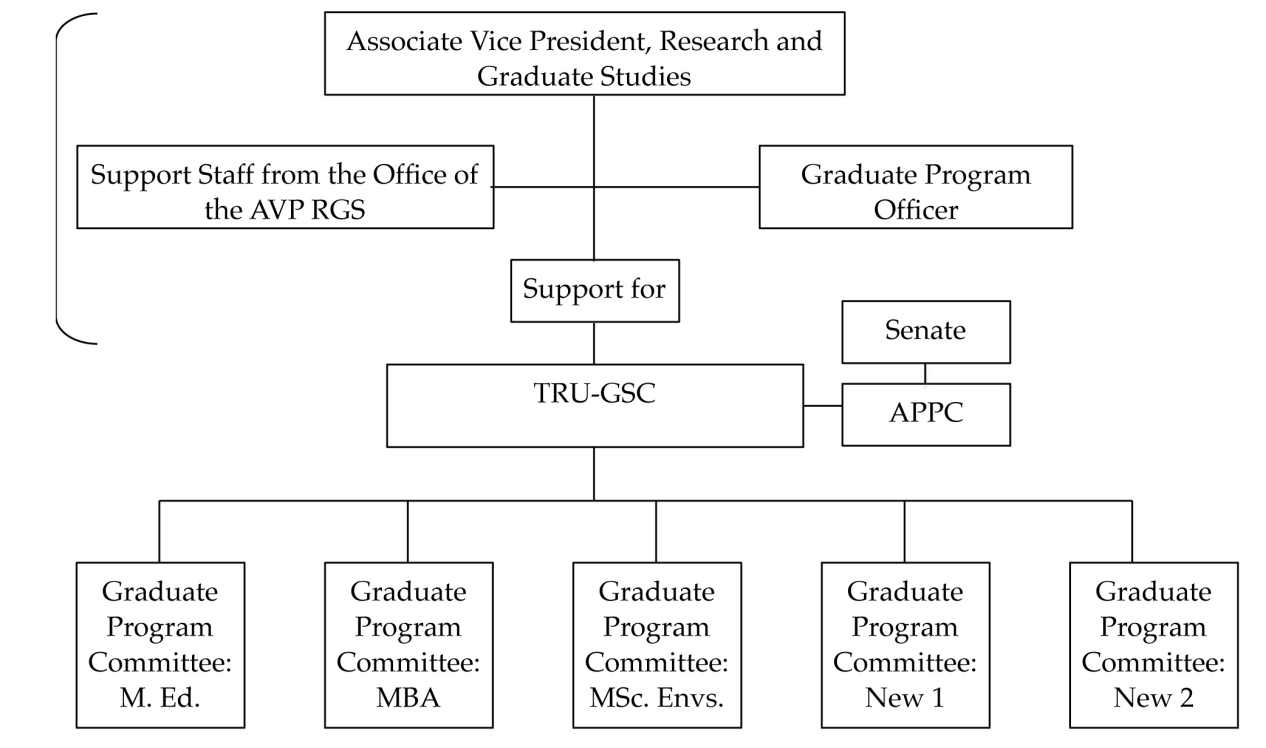 Associate Vice President, Research and
Graduate Studies
Support Staff from the Office of
the AVP RGS
Graduate Program
Officer
Support for
Senate
TRU-GSC
APPC
Graduate
Program
Committee:
M. Ed.
Graduate
Program
Committee:
MBA
Graduate
Program
Committee:
MSc. Envs.
Graduate
Program
Committee:
New 1
Graduate
Program
Committee:
New 2